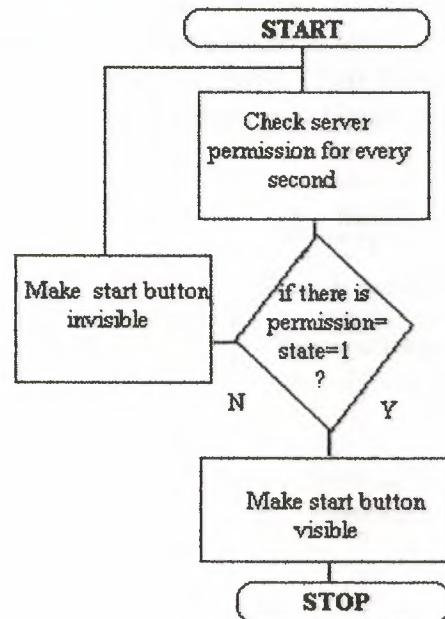 START
Check server
permission for every
second
Make start button
invisible
if there is
permission=
state=1
?
N
Y
Make start button
visible
STOP